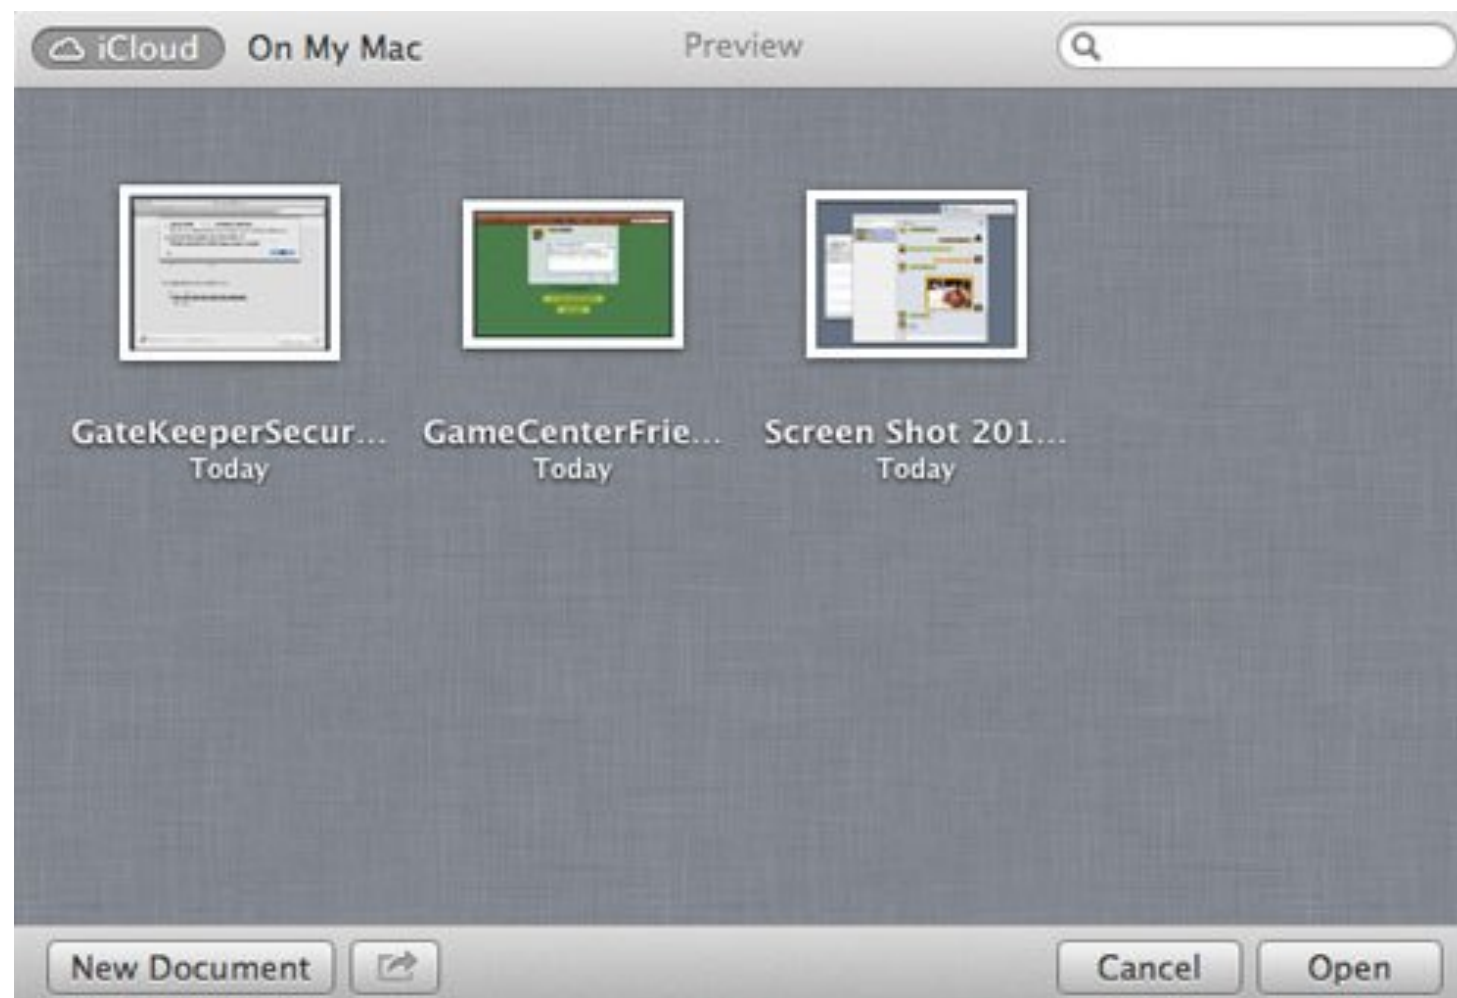 iCloud On My Mac Preview
GateKeeperSecur... GameCenterFrie... Screen Shot 201...
Today Today Today
New Document Cancel Open